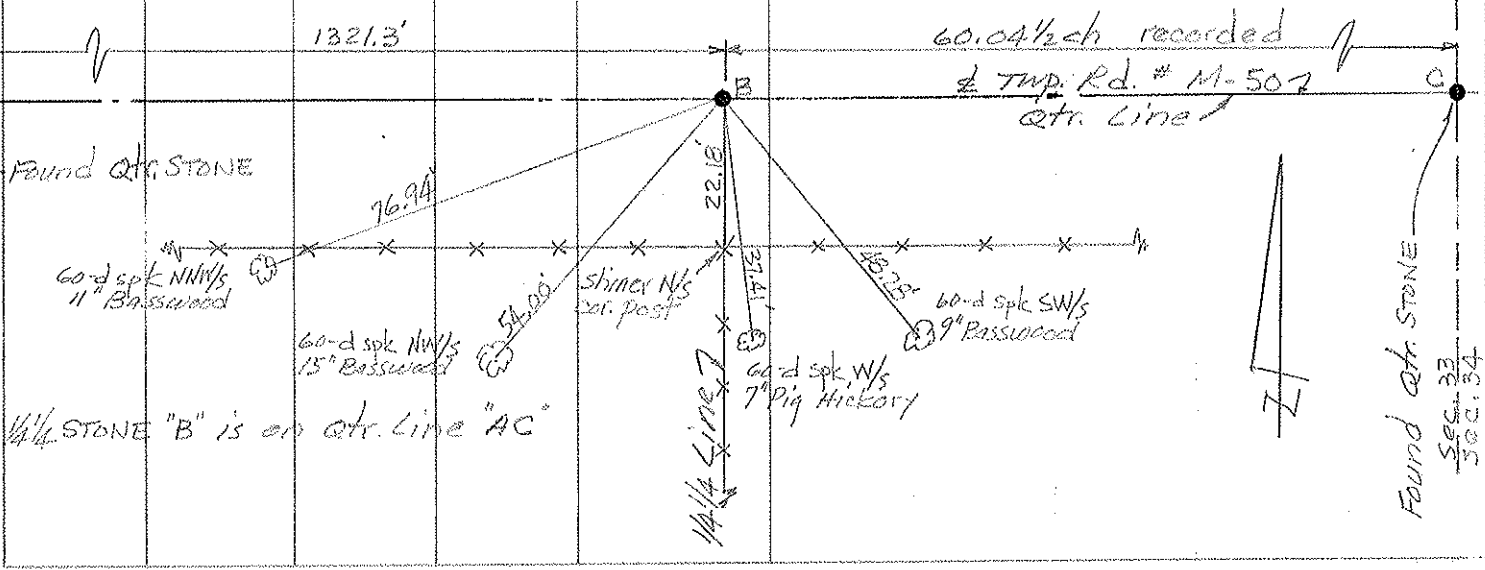 1321.3'
60.04½ ch recorded
℄ Twp. Rd. # M-50
Qtr. Line
B
C
Found Qtr. STONE
76.94'
22.18'
60-d spk NNW/s
11" Basswood
54.00'
Shiner N/s
cor. post
37.41'
48.28'
60-d spk SW/s
9" Basswood
60-d spk NW/s
15" Basswood
60-d spk W/s
7" Pig Hickory
¼¼ STONE "B" is on Qtr. Line "AC"
¼¼ Line
Found Qtr. STONE
Sec. 33
Sec. 34